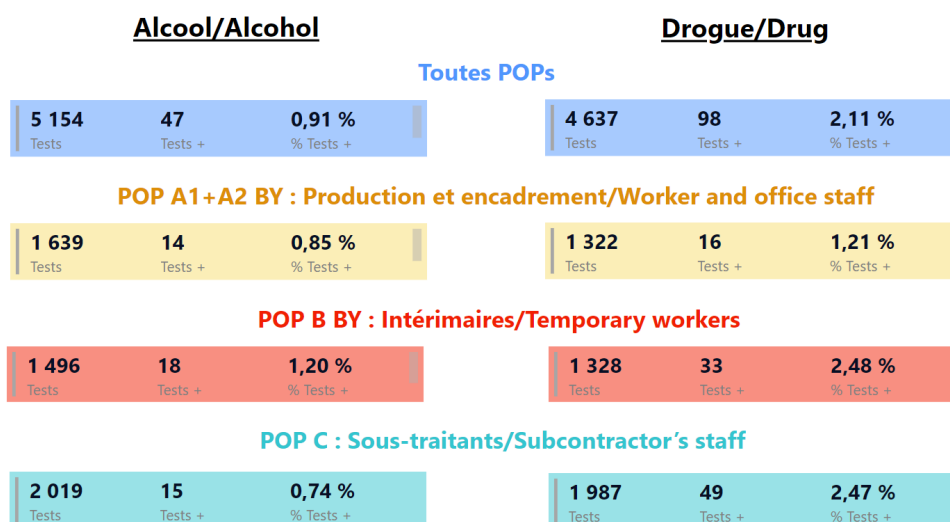 Alcool/Alcohol Drogue/Drug
Toutes POPs
5 154 47 0,91 % 4 637 98 2,11 %
Tests Tests + % Tests + Tests Tests + % Tests +
POP A1+A2 BY : Production et encadrement/Worker and office staff
1 639 14 0,85 % 1 322 16 1,21 %
Tests Tests + % Tests + Tests Tests + % Tests +
POP B BY : Intérimaires/Temporary workers
1 496 18 1,20 % 1 328 33 2,48 %
Tests Tests + % Tests + Tests Tests + % Tests +
POP C : Sous-traitants/Subcontractor’s staff
2 019 15 0,74 % 1 987 49 2,47 %
Tests Tests + % Tests + Tests Tests + % Tests +